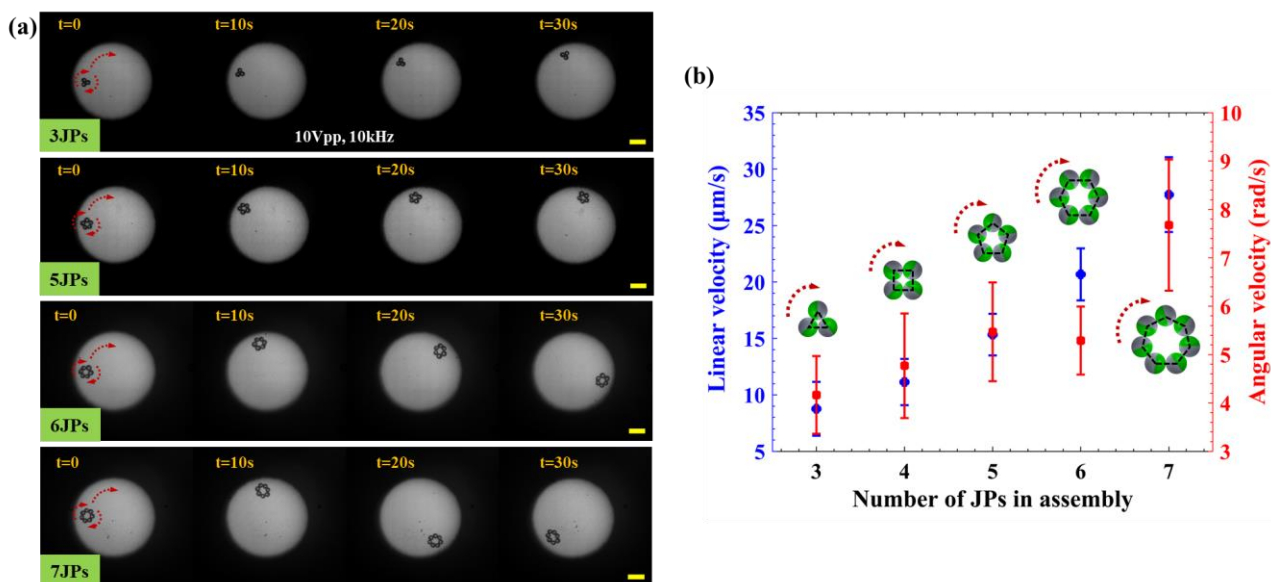 (a)
t=0 t=10s t=20s t=30s
3JPs
10Vpp, 10kHz
t=0 t=10s t=20s t=30s
5JPs
t=0 t=10s t=20s t=30s
6JPs
t=0 t=10s t=20s t=30s
7JPs
(b)
Linear velocity (μm/s)
35
30
25
20
15
10
5
3 4 5 6 7
Number of JPs in assembly
10
9
8
7
6
5
4
3
Angular velocity (rad/s)